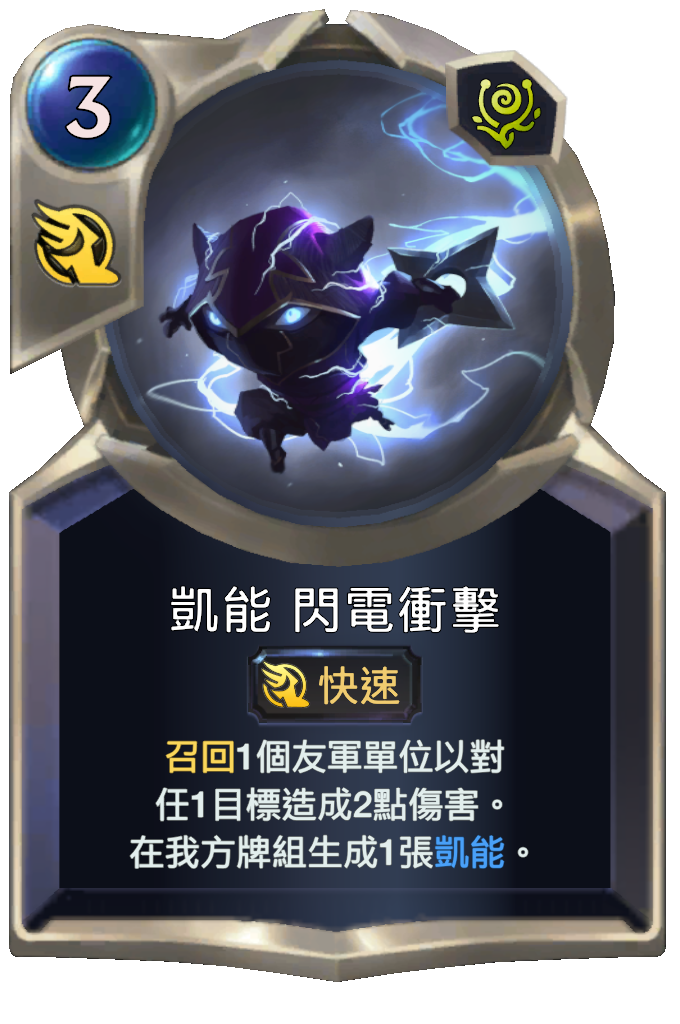 3
凱能 閃電衝擊
快速
召回1個友軍單位以對
任1目標造成2點傷害。
在我方牌組生成1張凱能。